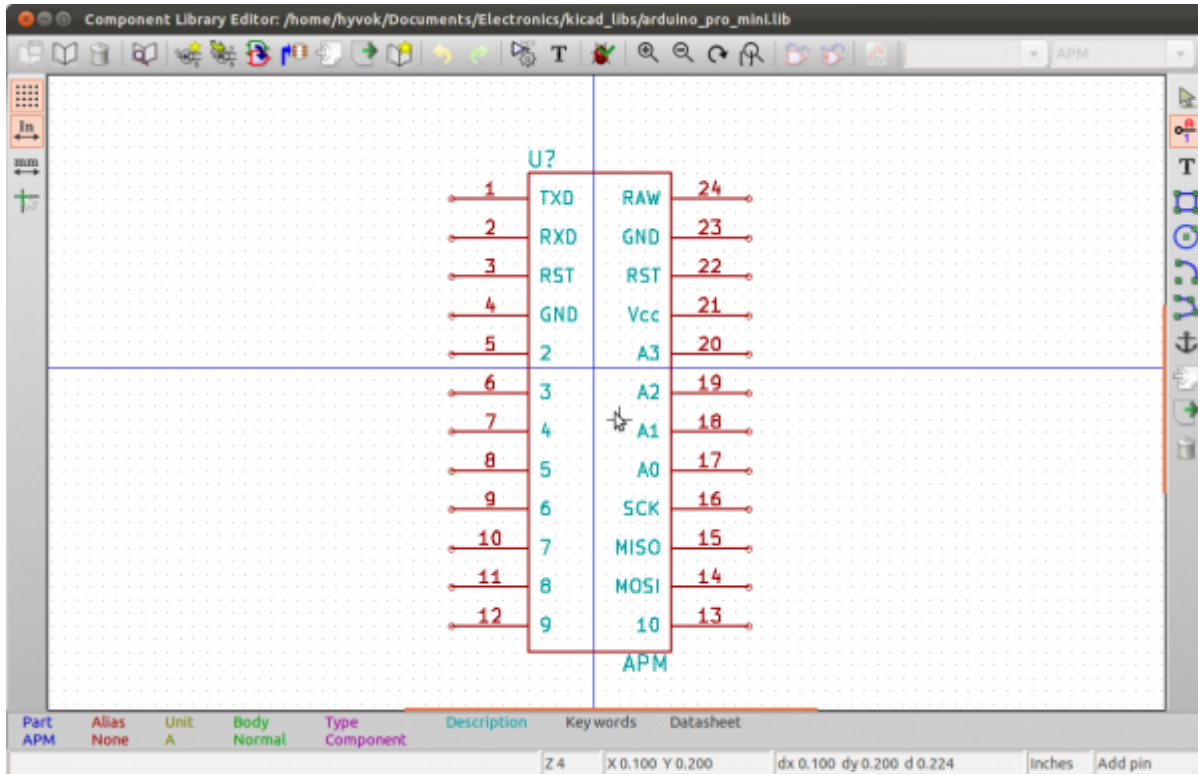 Component Library Editor: /home/hyvok/Documents/Electronics/kicad_libs/arduino_pro_mini.lib
T APM
In
mm
T
U?
1 TXD RAW 24
2 RXD GND 23
3 RST RST 22
4 GND Vcc 21
5 2 A3 20
6 3 A2 19
7 4 A1 18
8 5 A0 17
9 6 SCK 16
10 7 MISO 15
11 8 MOSI 14
12 9 10 13
APM
Part Alias Unit Body Type Description Key words Datasheet
APM None A Normal Component
Z 4 X 0.100 Y 0.200 dx 0.100 dy 0.200 d 0.224 Inches Add pin